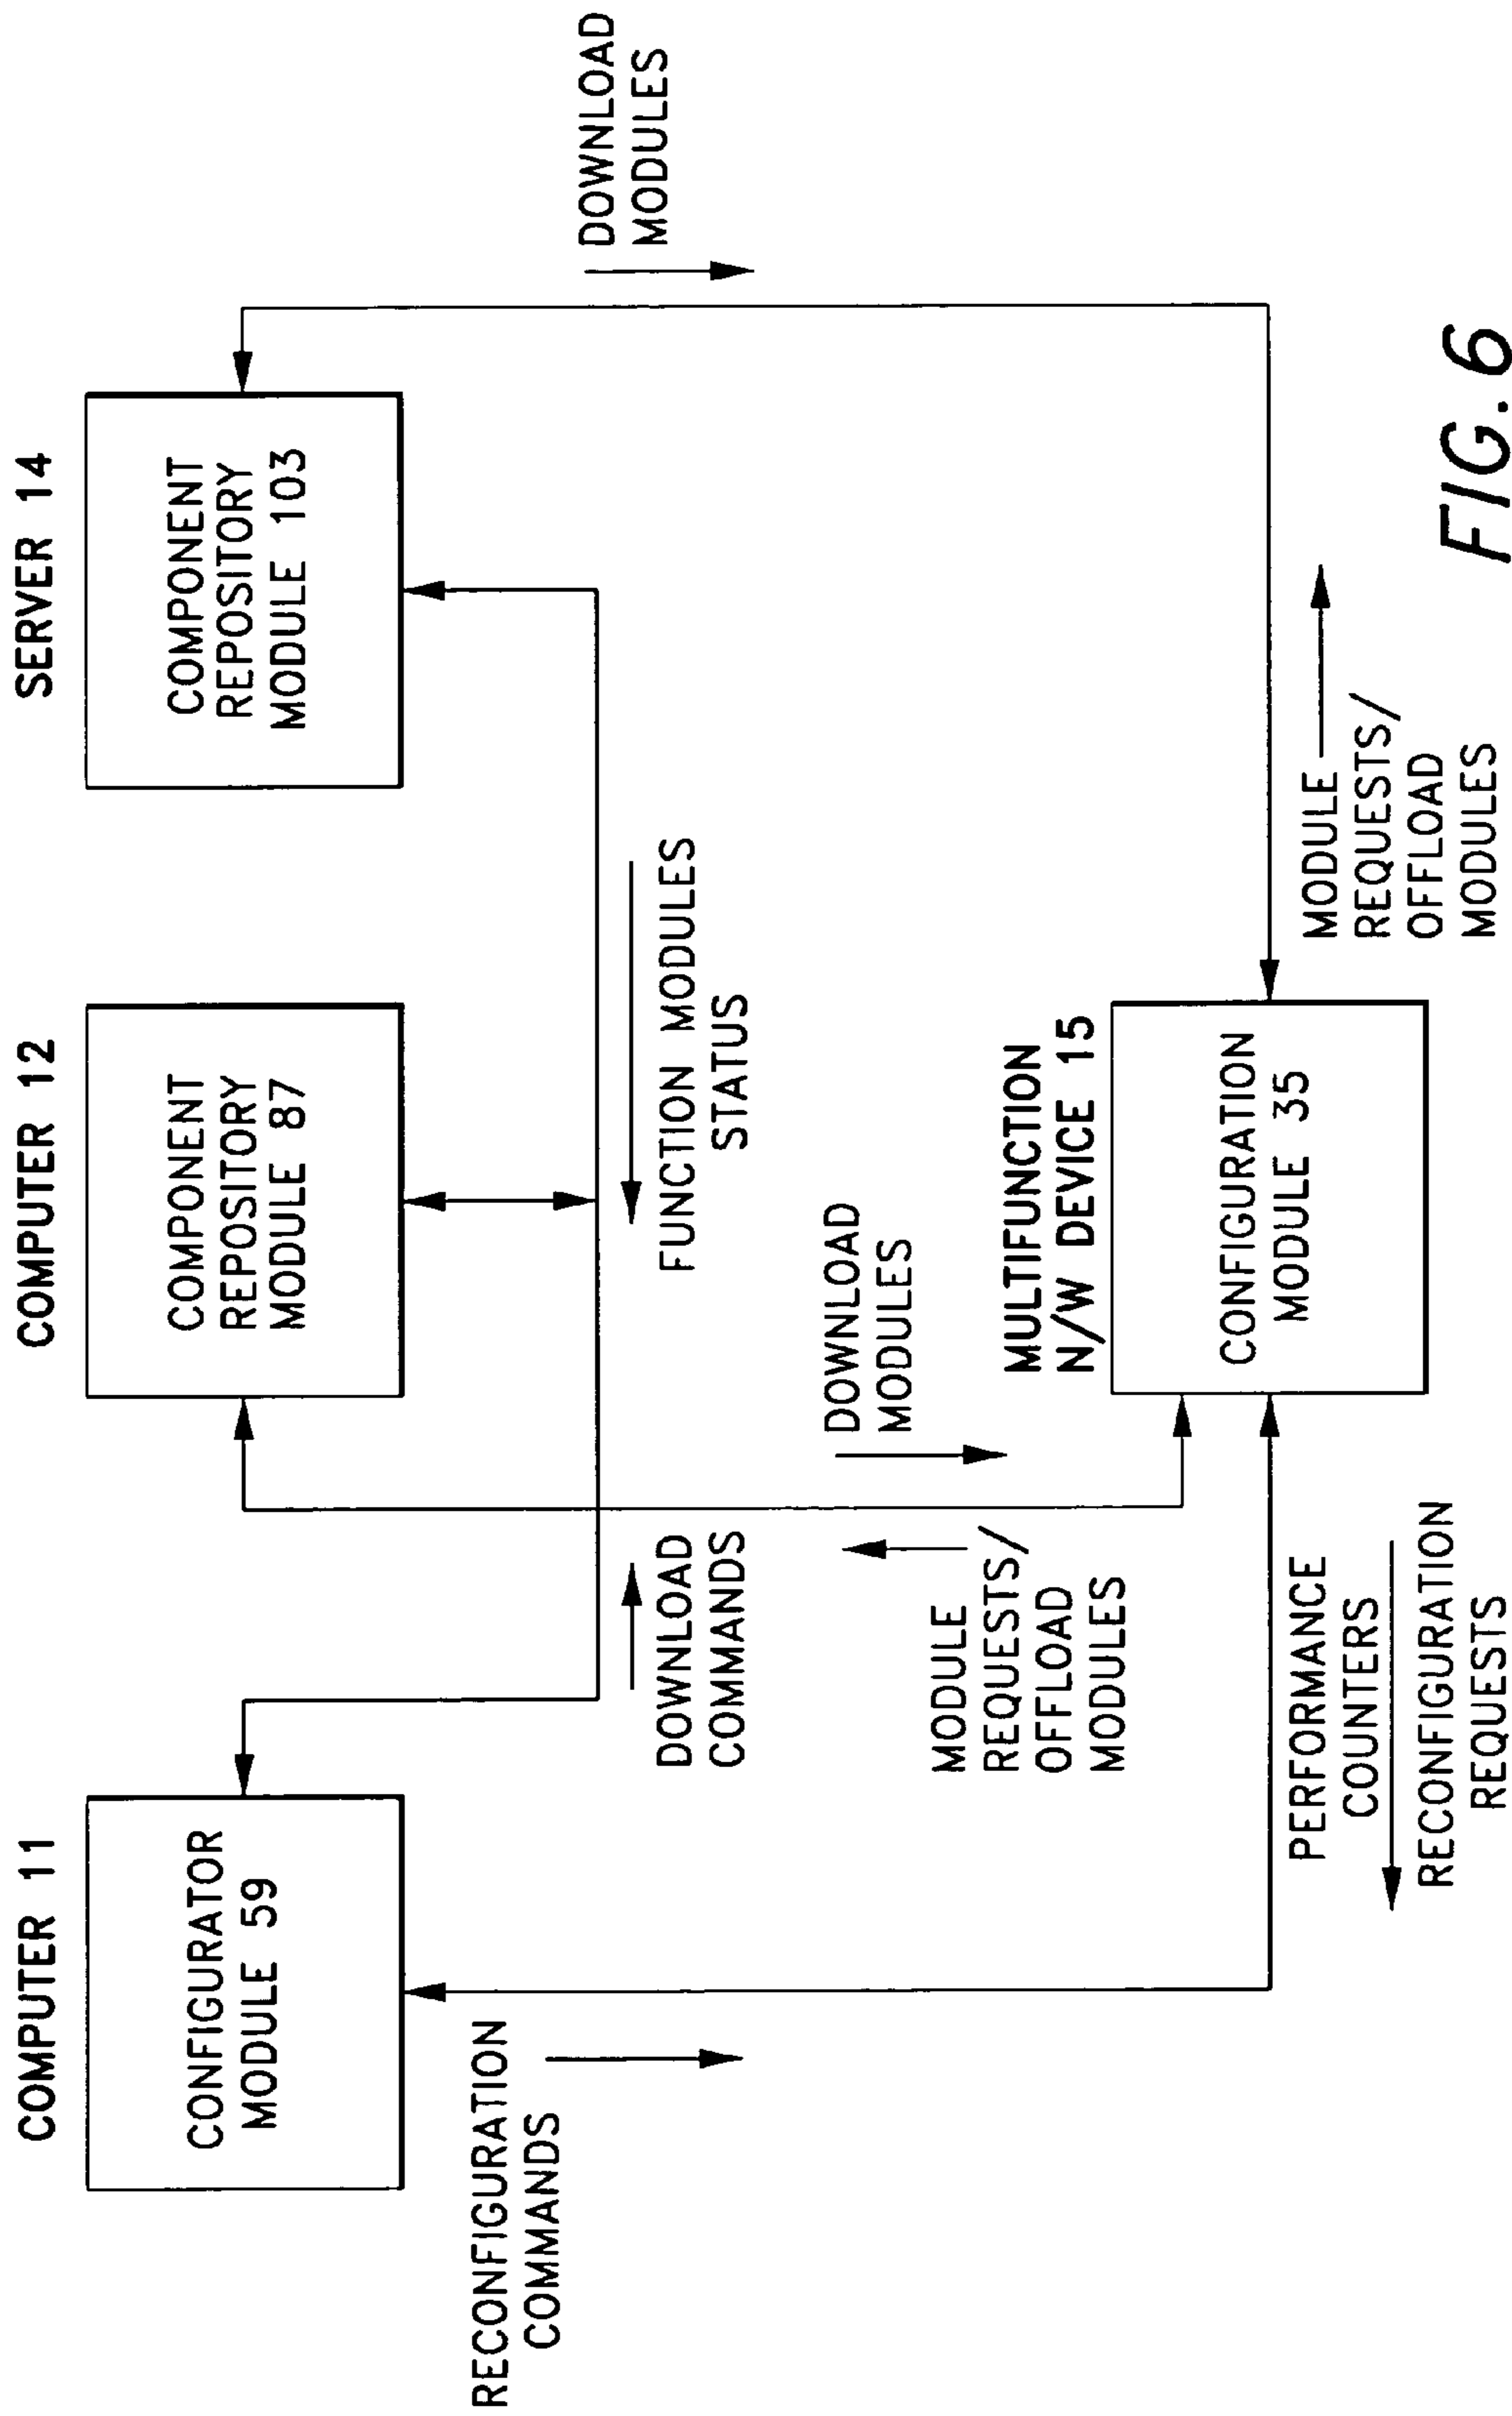 COMPUTER 11
CONFIGURATOR
MODULE 59
COMPUTER 12
COMPONENT
REPOSITORY
MODULE 87
SERVER 14
COMPONENT
REPOSITORY
MODULE 103
RECONFIGURATION
COMMANDS
DOWNLOAD
COMMANDS
FUNCTION MODULES
STATUS
DOWNLOAD
MODULES
DOWNLOAD
MODULES
MODULE
REQUESTS/
OFFLOAD
MODULES
MULTIFUNCTION
N/W DEVICE 15
CONFIGURATION
MODULE 35
PERFORMANCE
COUNTERS
RECONFIGURATION
REQUESTS
MODULE
REQUESTS/
OFFLOAD
MODULES
FIG. 6